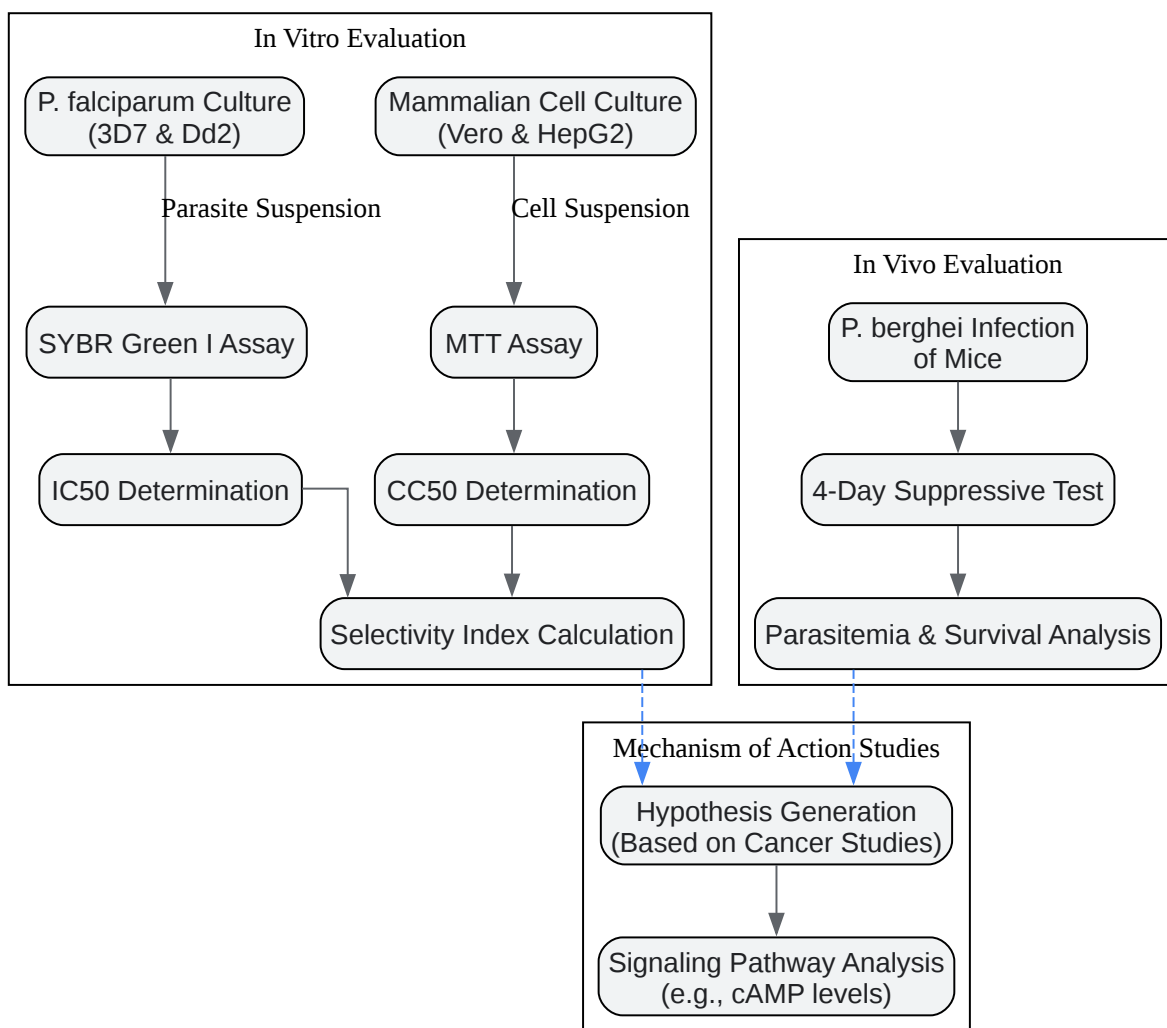 In Vitro Evaluation
P. falciparum Culture
(3D7 & Dd2)
Mammalian Cell Culture
(Vero & HepG2)
Parasite Suspension
Cell Suspension
SYBR Green I Assay
MTT Assay
IC50 Determination
CC50 Determination
Selectivity Index Calculation
In Vivo Evaluation
P. berghei Infection
of Mice
4-Day Suppressive Test
Parasitemia & Survival Analysis
Mechanism of Action Studies
Hypothesis Generation
(Based on Cancer Studies)
Signaling Pathway Analysis
(e.g., cAMP levels)